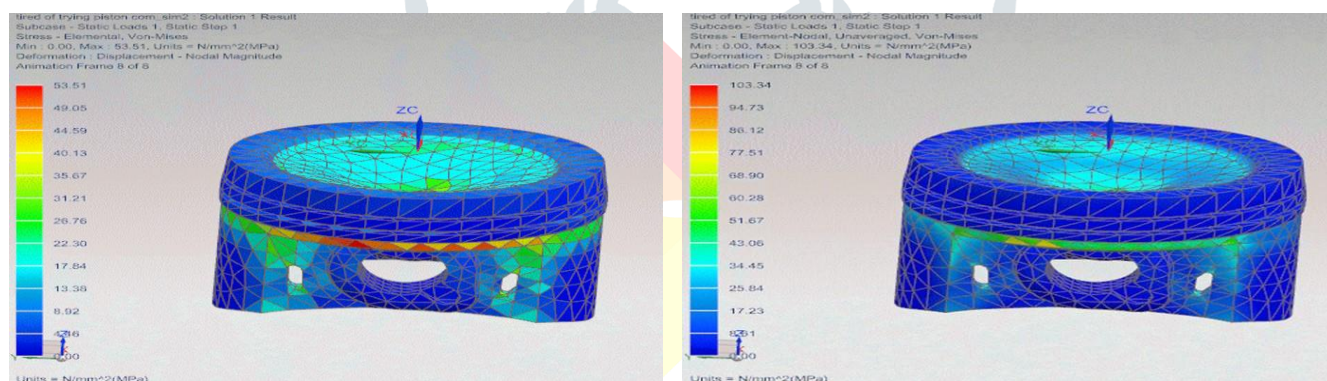 tired of trying piston com_sim2 : Solution 1 Result
Subcase - Static Loads 1, Static Step 1
Stress - Elemental, Von-Mises
Min : 0.00, Max : 53.51, Units = N/mm^2(MPa)
Deformation : Displacement - Nodal Magnitude
Animation Frame 8 of 8
53.51
49.05
44.59
40.13
35.67
31.21
26.76
22.30
17.84
13.38
8.92
0.00
ZC
Units = N/mm^2(MPa)
tired of trying piston com_sim2 : Solution 1 Result
Subcase - Static Loads 1, Static Step 1
Stress - Element-Nodal, Unaveraged, Von-Mises
Min : 0.00, Max : 103.34, Units = N/mm^2(MPa)
Deformation : Displacement - Nodal Magnitude
Animation Frame 8 of 8
103.34
94.73
86.12
77.51
68.90
60.28
51.67
43.06
34.45
25.84
17.23
8.61
0.00
ZC
Units = N/mm^2(MPa)